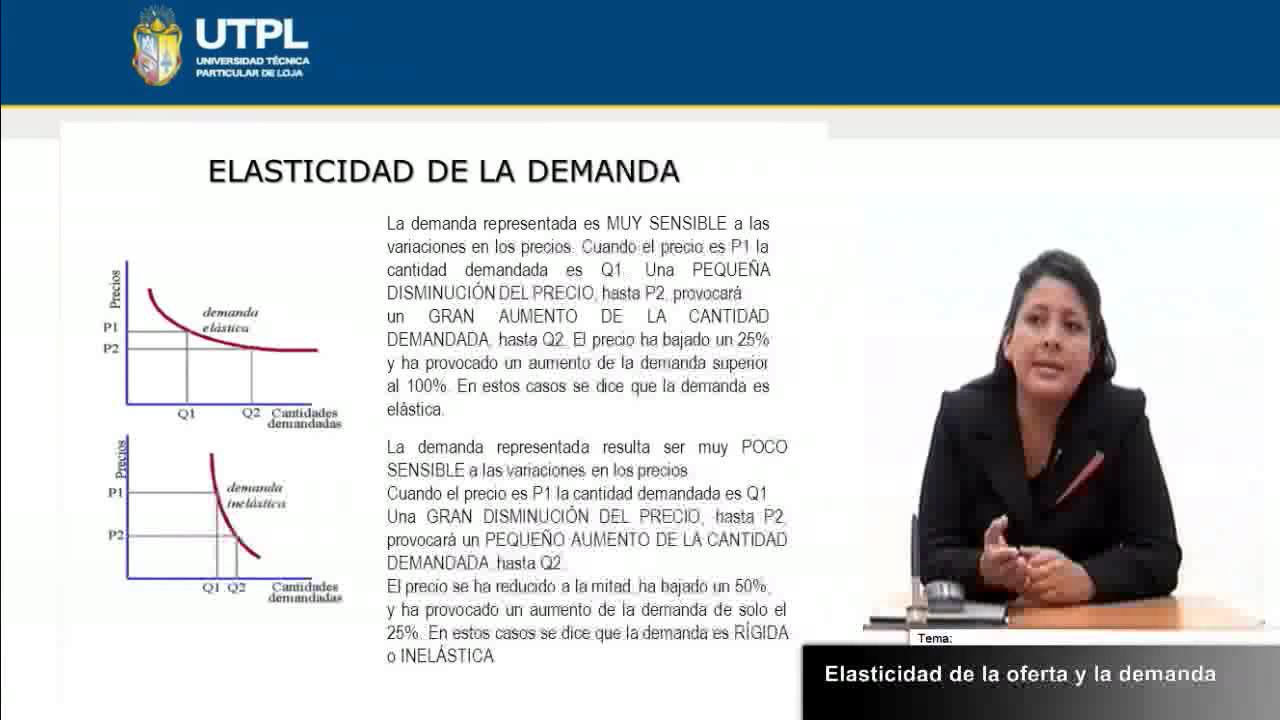 UTPL
UNIVERSIDAD TÉCNICA
PARTICULAR DE LOJA
ELASTICIDAD DE LA DEMANDA
La demanda representada es MUY SENSIBLE a las
variaciones en los precios. Cuando el precio es P1 la
cantidad demandada es Q1. Una PEQUEÑA
DISMINUCIÓN DEL PRECIO, hasta P2, provocará
un GRAN AUMENTO DE LA CANTIDAD
DEMANDADA, hasta Q2. El precio ha bajado un 25%
y ha provocado un aumento de la demanda superior
al 100%. En estos casos se dice que la demanda es
elástica.
Precios
P1
P2
demanda
elástica
Q1
Q2
Cantidades
demandadas
La demanda representada resulta ser muy POCO
SENSIBLE a las variaciones en los precios
Cuando el precio es P1 la cantidad demandada es Q1
Una GRAN DISMINUCIÓN DEL PRECIO, hasta P2,
provocará un PEQUEÑO AUMENTO DE LA CANTIDAD
DEMANDADA, hasta Q2.
El precio se ha reducido a la mitad, ha bajado un 50%,
y ha provocado un aumento de la demanda de solo el
25%. En estos casos se dice que la demanda es RÍGIDA
o INELÁSTICA
Precios
P1
P2
demanda
inelástica
Q1
Q2
Cantidades
demandadas
Tema:
Elasticidad de la oferta y la demanda